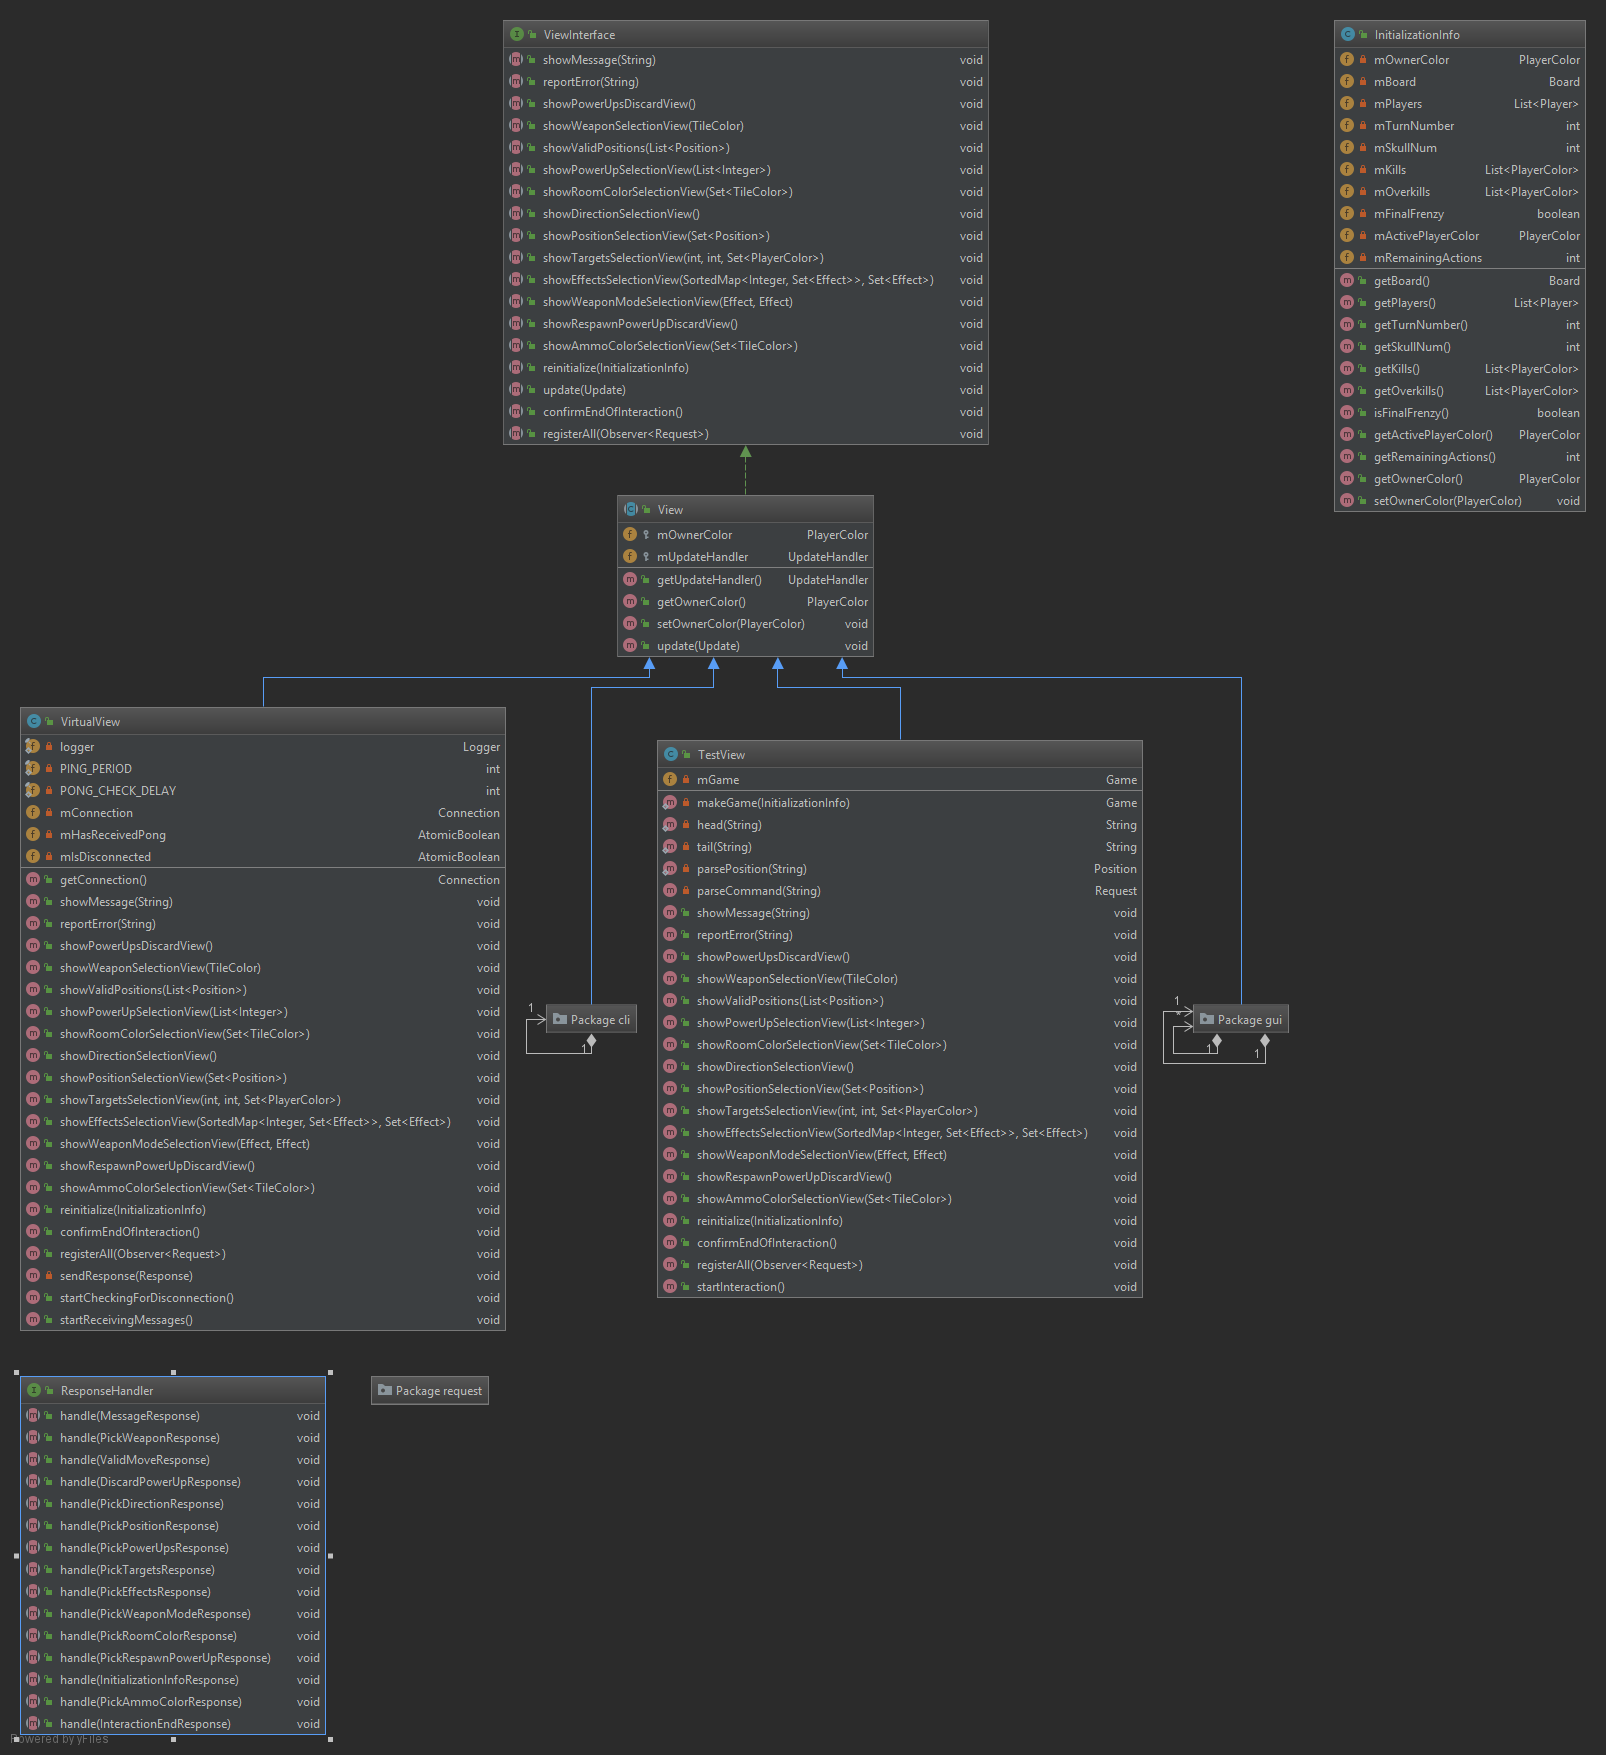 ViewInterface
showMessage(String) void
reportError(String) void
showPowerUpsDiscardView() void
showWeaponSelectionView(TileColor) void
showValidPositions(List<Position>) void
showPowerUpSelectionView(List<Integer>) void
showRoomColorSelectionView(Set<TileColor>) void
showDirectionSelectionView() void
showPositionSelectionView(Set<Position>) void
showTargetsSelectionView(int, int, Set<PlayerColor>) void
showEffectsSelectionView(SortedMap<Integer, Set<Effect>>, Set<Effect>) void
showWeaponModeSelectionView(Effect, Effect) void
showRespawnPowerUpDiscardView() void
showAmmoColorSelectionView(Set<TileColor>) void
reinitialize(InitializationInfo) void
update(Update) void
confirmEndOfInteraction() void
registerAll(Observer<Request>) void
InitializationInfo
mOwnerColor PlayerColor
mBoard Board
mPlayers List<Player>
mTurnNumber int
mSkullNum int
mKills List<PlayerColor>
mOverkills List<PlayerColor>
mFinalFrenzy boolean
mActivePlayerColor PlayerColor
mRemainingActions int
getBoard() Board
getPlayers() List<Player>
getTurnNumber() int
getSkullNum() int
getKills() List<PlayerColor>
getOverkills() List<PlayerColor>
isFinalFrenzy() boolean
getActivePlayerColor() PlayerColor
getRemainingActions() int
getOwnerColor() PlayerColor
setOwnerColor(PlayerColor) void
View
mOwnerColor PlayerColor
mUpdateHandler UpdateHandler
getUpdateHandler() UpdateHandler
getOwnerColor() PlayerColor
setOwnerColor(PlayerColor) void
update(Update) void
VirtualView
logger Logger
PING_PERIOD int
PONG_CHECK_DELAY int
mConnection Connection
mHasReceivedPong AtomicBoolean
mIsDisconnected AtomicBoolean
getConnection() Connection
showMessage(String) void
reportError(String) void
showPowerUpsDiscardView() void
showWeaponSelectionView(TileColor) void
showValidPositions(List<Position>) void
showPowerUpSelectionView(List<Integer>) void
showRoomColorSelectionView(Set<TileColor>) void
showDirectionSelectionView() void
showPositionSelectionView(Set<Position>) void
showTargetsSelectionView(int, int, Set<PlayerColor>) void
showEffectsSelectionView(SortedMap<Integer, Set<Effect>>, Set<Effect>) void
showWeaponModeSelectionView(Effect, Effect) void
showRespawnPowerUpDiscardView() void
showAmmoColorSelectionView(Set<TileColor>) void
reinitialize(InitializationInfo) void
confirmEndOfInteraction() void
registerAll(Observer<Request>) void
sendResponse(Response) void
startCheckingForDisconnection() void
startReceivingMessages() void
1
Package cli
1
TestView
mGame Game
makeGame(InitializationInfo) Game
head(String) String
tail(String) String
parsePosition(String) Position
parseCommand(String) Request
showMessage(String) void
reportError(String) void
showPowerUpsDiscardView() void
showWeaponSelectionView(TileColor) void
showValidPositions(List<Position>) void
showPowerUpSelectionView(List<Integer>) void
showRoomColorSelectionView(Set<TileColor>) void
showDirectionSelectionView() void
showPositionSelectionView(Set<Position>) void
showTargetsSelectionView(int, int, Set<PlayerColor>) void
showEffectsSelectionView(SortedMap<Integer, Set<Effect>>, Set<Effect>) void
showWeaponModeSelectionView(Effect, Effect) void
showRespawnPowerUpDiscardView() void
showAmmoColorSelectionView(Set<TileColor>) void
reinitialize(InitializationInfo) void
confirmEndOfInteraction() void
registerAll(Observer<Request>) void
startInteraction() void
1
*
Package gui
1
1
ResponseHandler
handle(MessageResponse) void
handle(PickWeaponResponse) void
handle(ValidMoveResponse) void
handle(DiscardPowerUpResponse) void
handle(PickDirectionResponse) void
handle(PickPositionResponse) void
handle(PickPowerUpsResponse) void
handle(PickTargetsResponse) void
handle(PickEffectsResponse) void
handle(PickWeaponModeResponse) void
handle(PickRoomColorResponse) void
handle(PickRespawnPowerUpResponse) void
handle(InitializationInfoResponse) void
handle(PickAmmoColorResponse) void
handle(InteractionEndResponse) void
Package request
Powered by yFiles